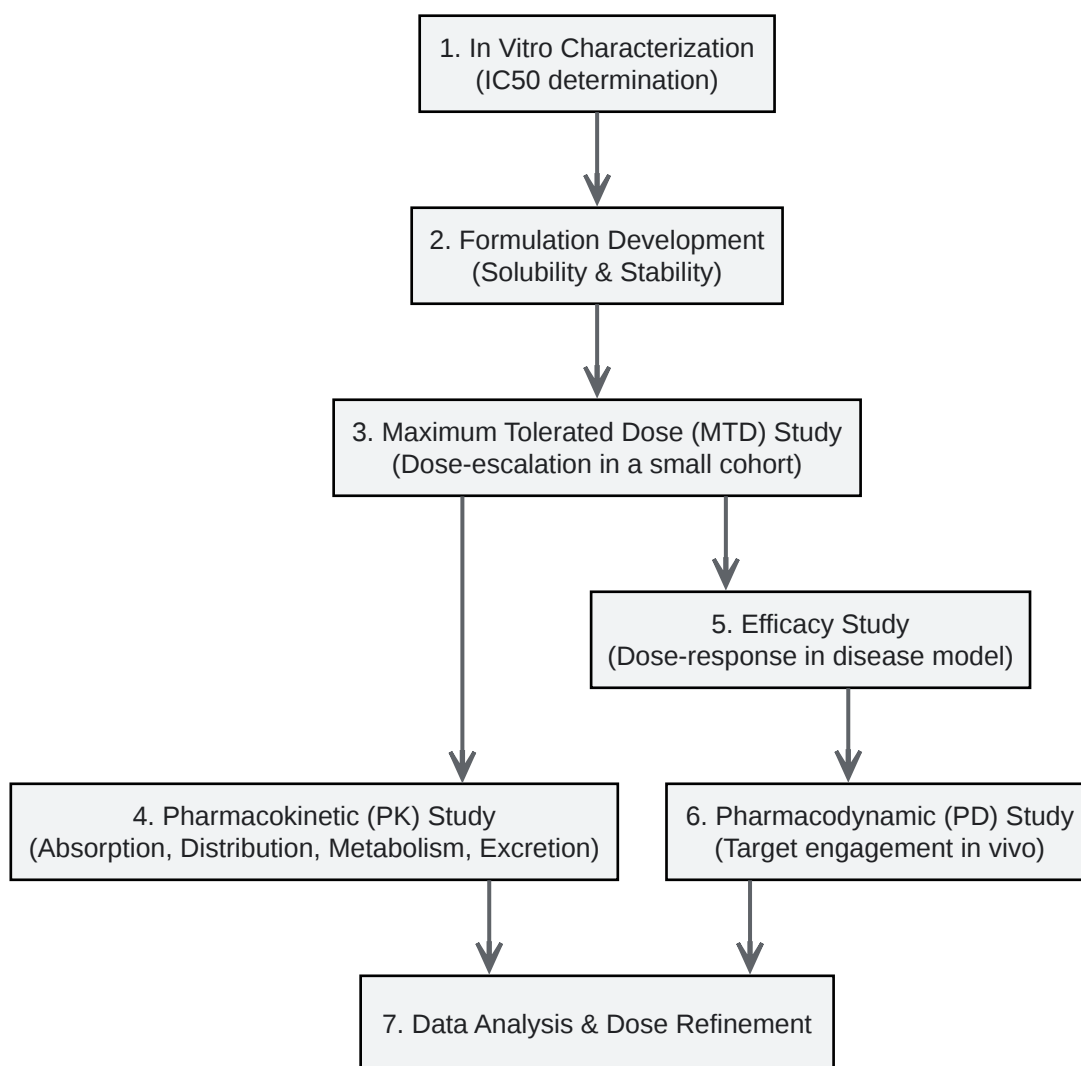 1. In Vitro Characterization
(IC50 determination)
2. Formulation Development
(Solubility & Stability)
3. Maximum Tolerated Dose (MTD) Study
(Dose-escalation in a small cohort)
5. Efficacy Study
(Dose-response in disease model)
4. Pharmacokinetic (PK) Study
(Absorption, Distribution, Metabolism, Excretion)
6. Pharmacodynamic (PD) Study
(Target engagement in vivo)
7. Data Analysis & Dose Refinement